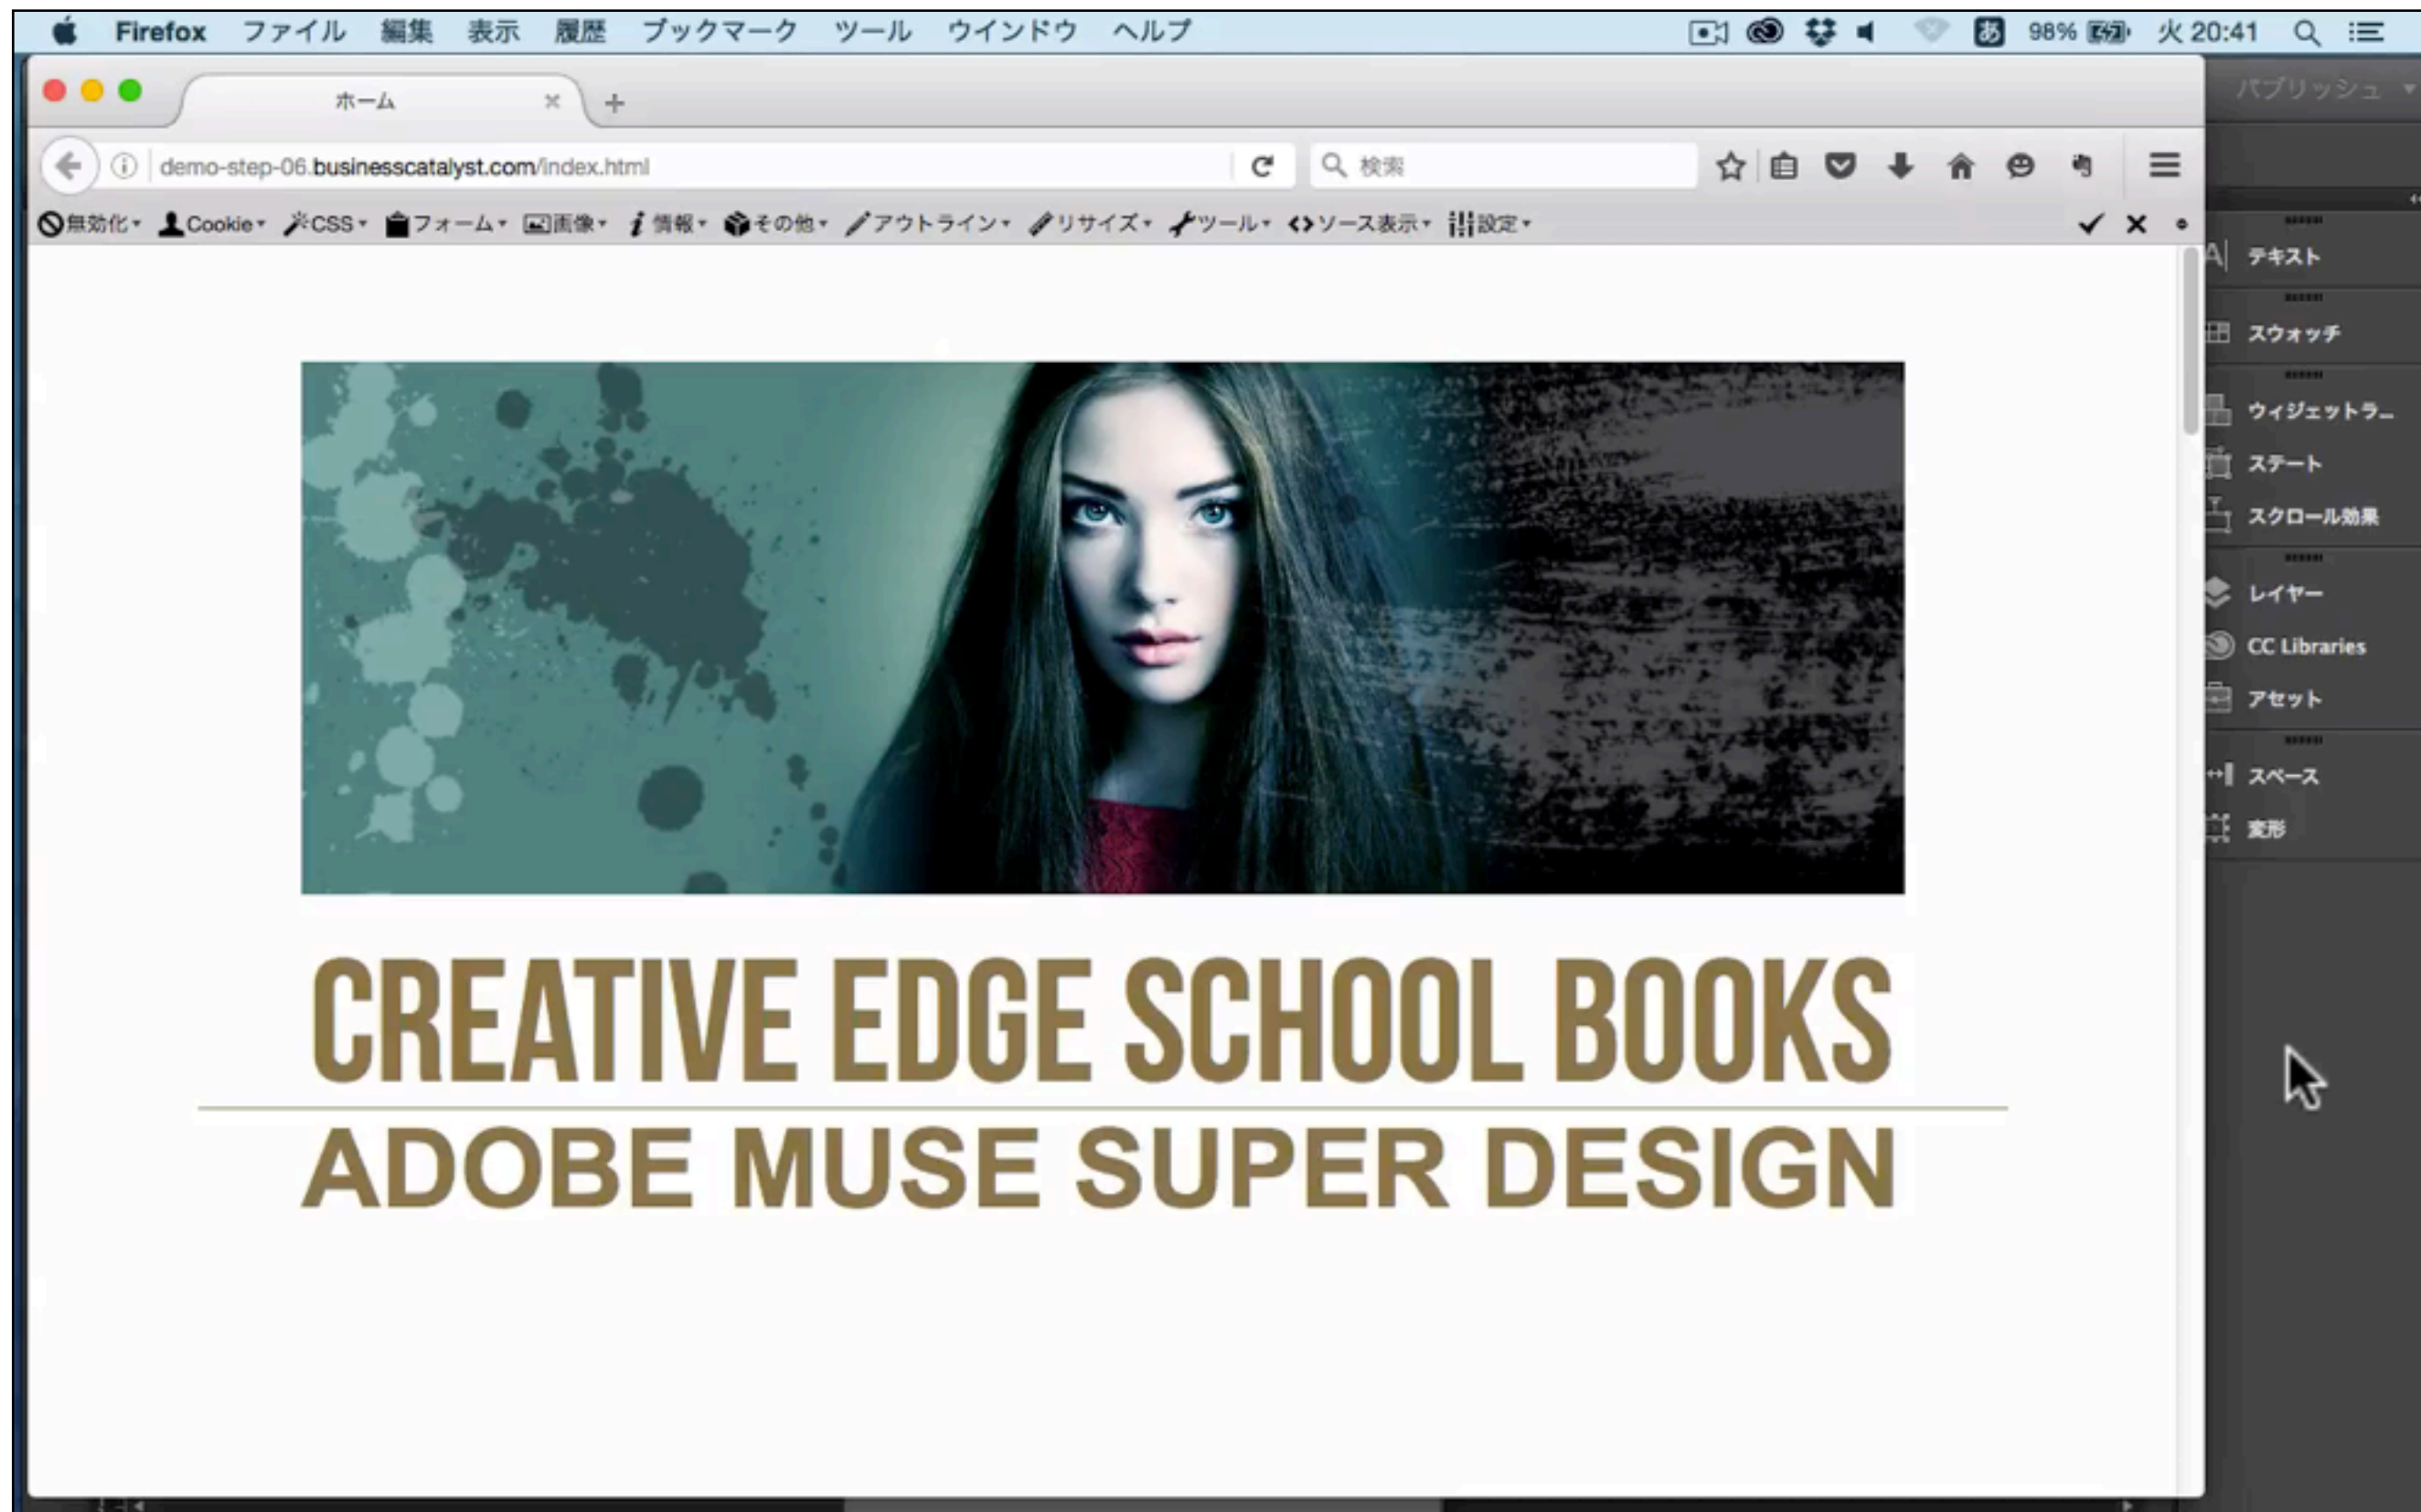 Firefox ファイル 編集 表示 履歴 ブックマーク ツール ウインドウ ヘルプ あ 98% 火 20:41
パブリッシュ
ホーム
demo-step-06.businesscatalyst.com/index.html 検索
無効化 Cookie CSS フォーム 画像 情報 その他 アウトライン リサイズ ツール ソース表示 設定
テキスト
スウォッチ
ウィジェットラ...
ステート
スクロール効果
レイヤー
CC Libraries
アセット
スペース
変形
CREATIVE EDGE SCHOOL BOOKS
ADOBE MUSE SUPER DESIGN